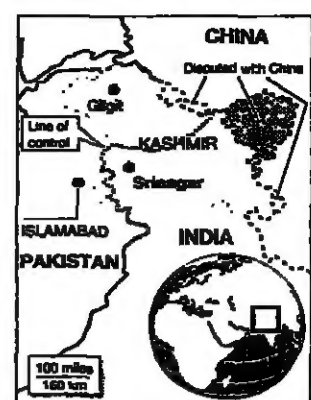 CHINA
Disputed with China
Gilgit
Line of
control
KASHMIR
Srinagar
ISLAMABAD
INDIA
PAKISTAN
100 miles
160 km